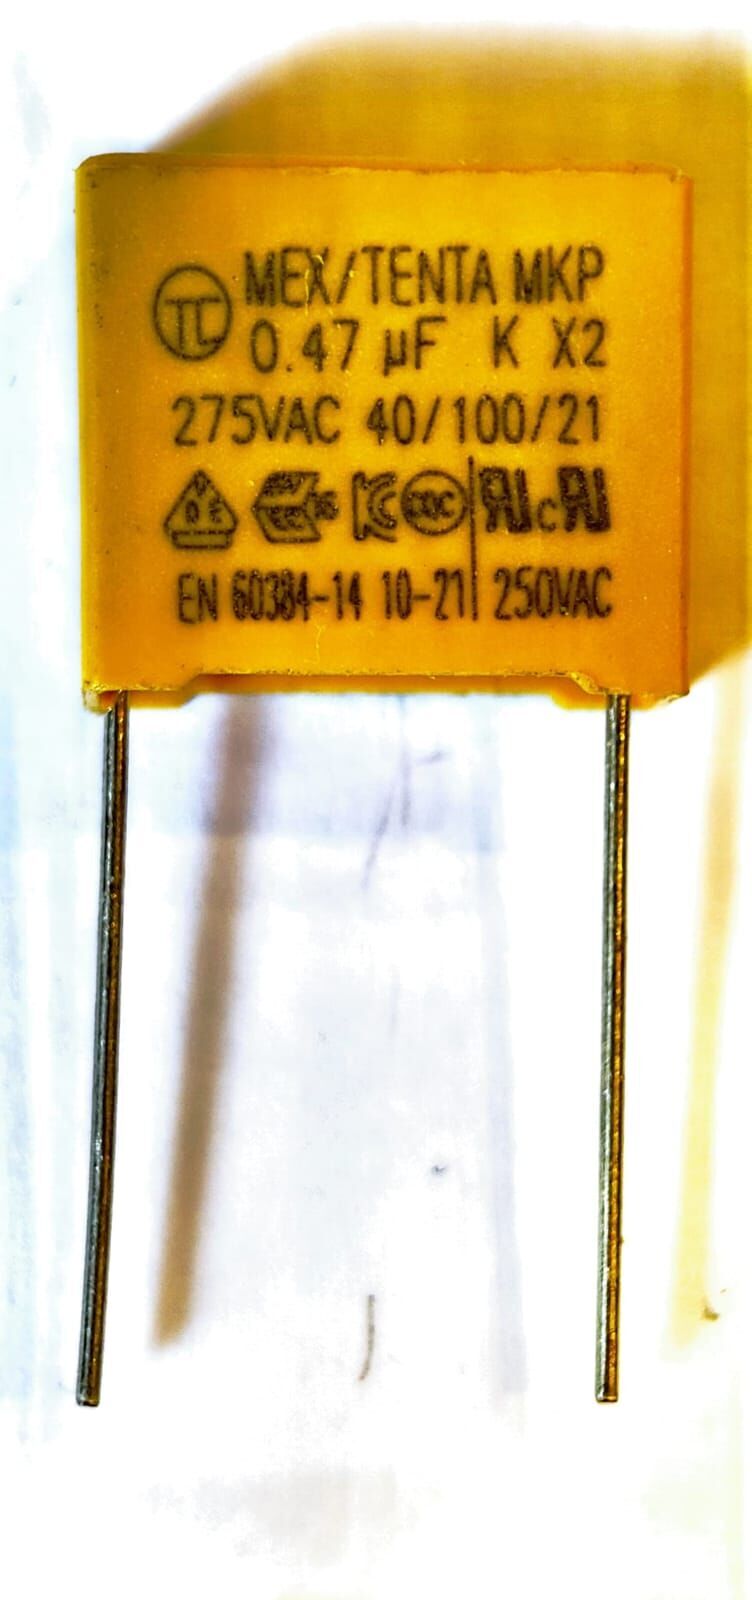 MEX/TENTA MKP
0.47 µF K X2
275VAC 40/100/21
EN 60384-14 10-21 250VAC